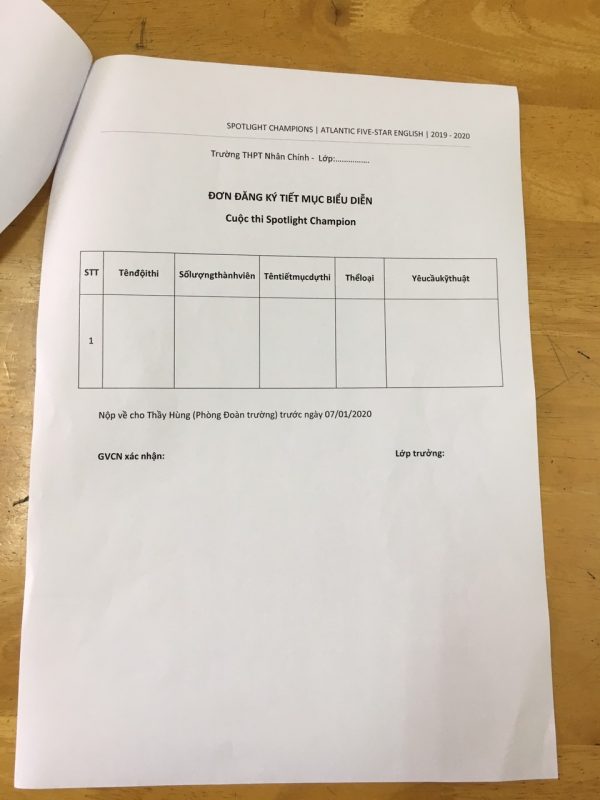 SPOTLIGHT CHAMPIONS | ATLANTIC FIVE-STAR ENGLISH | 2019 - 2020
Trường THPT Nhân Chính - Lớp:................
ĐƠN ĐĂNG KÝ TIẾT MỤC BIỂU DIỄN
Cuộc thi Spotlight Champion
STT Tênđộithi Sốlượngthànhviên Têntiếtmụcdựthi Thểloại Yêucầukỹthuật
1
Nộp về cho Thầy Hùng (Phòng Đoàn trường) trước ngày 07/01/2020
GVCN xác nhận: Lớp trưởng: